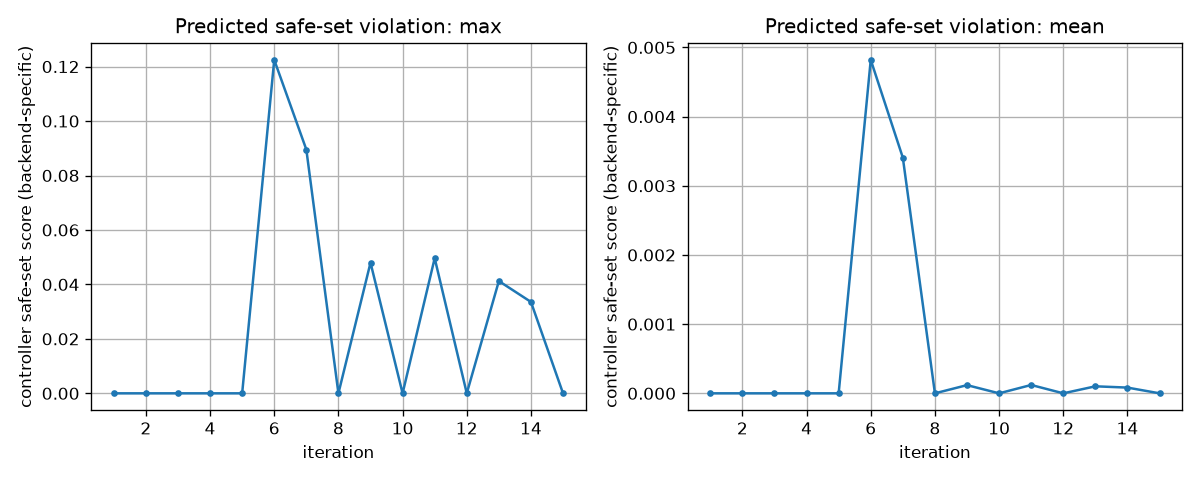 Predicted safe-set violation: max
controller safe-set score (backend-specific)
0.12
0.10
0.08
0.06
0.04
0.02
0.00
2 4 6 8 10 12 14
iteration
Predicted safe-set violation: mean
controller safe-set score (backend-specific)
0.005
0.004
0.003
0.002
0.001
0.000
2 4 6 8 10 12 14
iteration